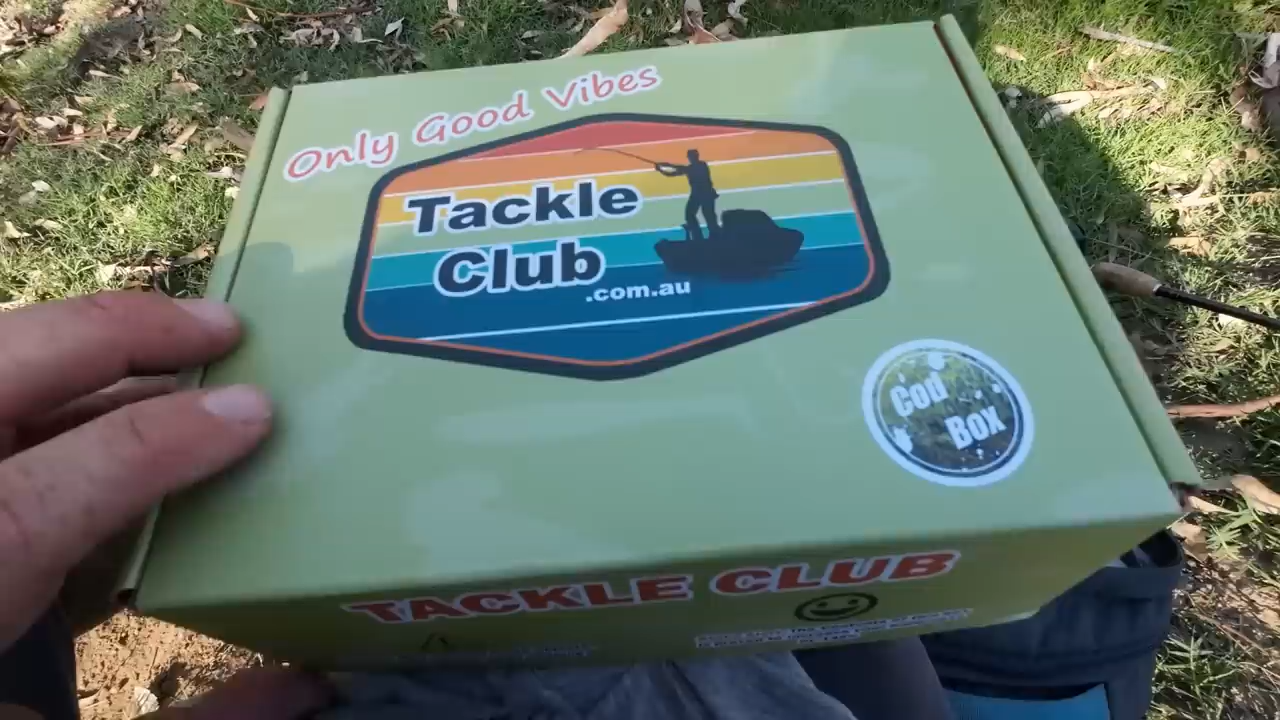 Only Good Vibes
Tackle
Club
.com.au
Cod
Box
TACKLE CLUB